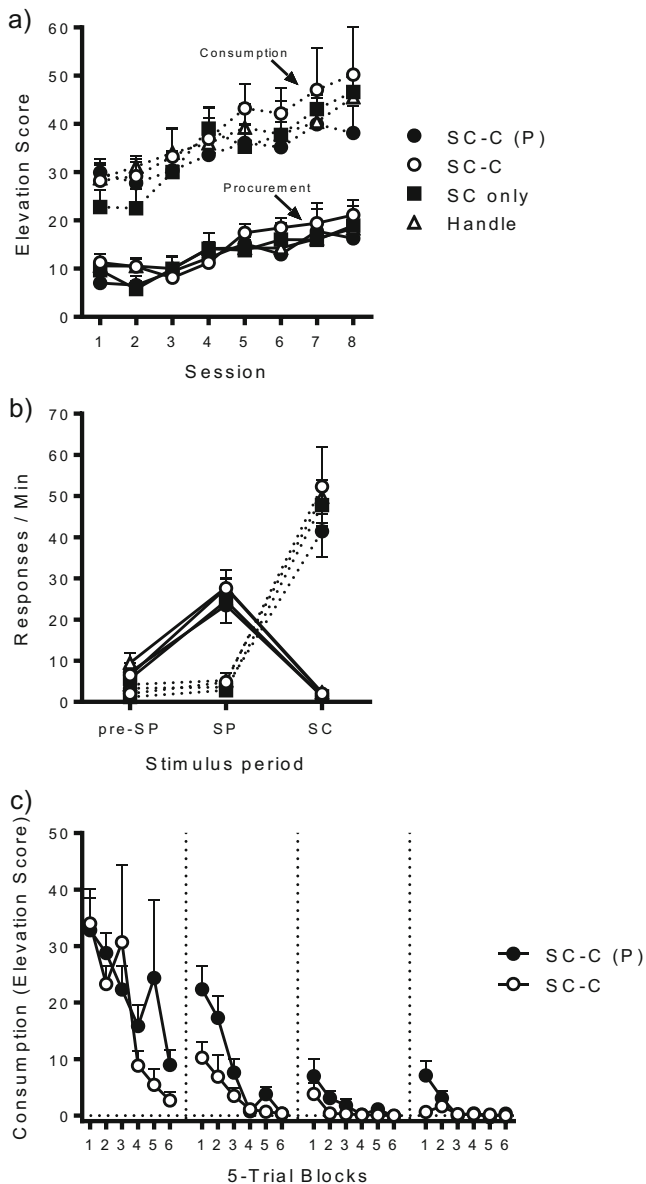 a)
60
50
40
30
20
10
0
Elevation Score
Consumption
Procurement
1 2 3 4 5 6 7 8
Session
SC-C (P)
SC-C
SC only
Handle
b)
70
60
50
40
30
20
10
0
Responses / Min
pre-SP SP SC
Stimulus period
c)
50
40
30
20
10
0
Consumption (Elevation Score)
1 2 3 4 5 6 1 2 3 4 5 6 1 2 3 4 5 6 1 2 3 4 5 6
5-Trial Blocks
SC-C (P)
SC-C